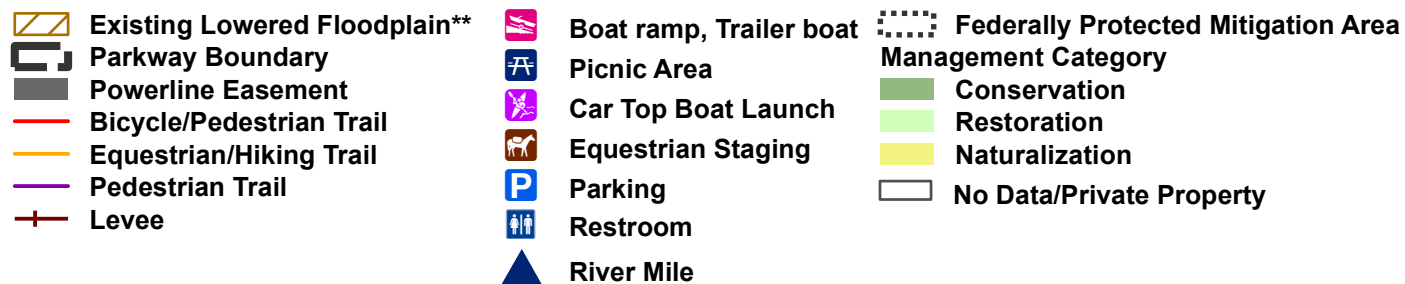 Existing Lowered Floodplain**
Parkway Boundary
Powerline Easement
Bicycle/Pedestrian Trail
Equestrian/Hiking Trail
Pedestrian Trail
Levee
Boat ramp, Trailer boat
Picnic Area
Car Top Boat Launch
Equestrian Staging
P
Parking
Restroom
River Mile
Federally Protected Mitigation Area
Management Category
Conservation
Restoration
Naturalization
No Data/Private Property